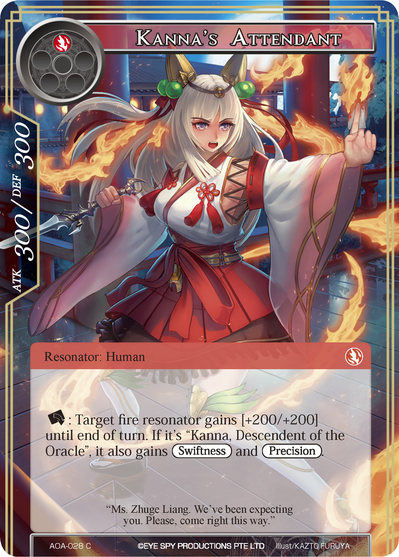 Kanna's Attendant
ATK 300/DEF 300
Resonator: Human
: Target fire resonator gains [+200/+200]
until end of turn. If it's "Kanna, Descendent of the
Oracle", it also gains Swiftness and Precision.
"Ms. Zhuge Liang. We've been expecting
you. Please, come right this way."
AOA-028 C ©EYE SPY PRODUCTIONS PTE LTD Illust/KAZTO FURUYA